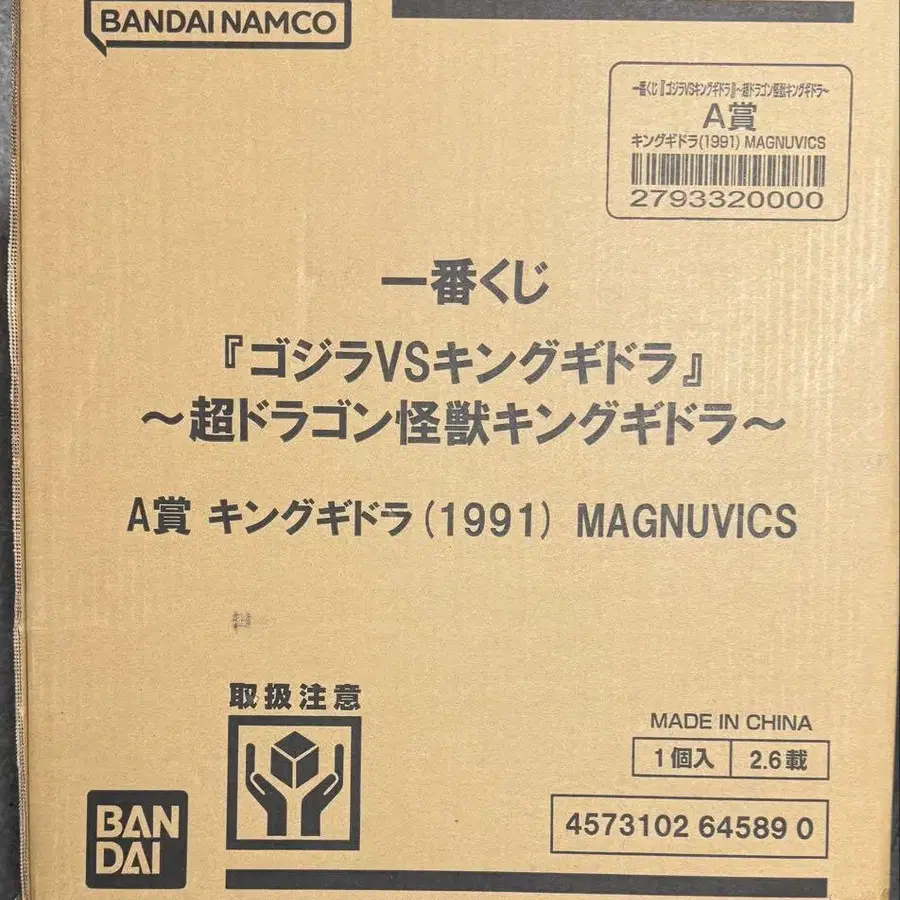 BANDAI NAMCO
一番くじ『ゴジラVSキングギドラ』~超ドラゴン怪獣キングギドラ~
A賞
キングギドラ(1991) MAGNUVICS
2793320000
一番くじ
『ゴジラVSキングギドラ』
~超ドラゴン怪獣キングギドラ~
A賞 キングギドラ(1991) MAGNUVICS
取扱注意
MADE IN CHINA
1個入 2.6載
4573102 64589 0
BAN
DAI